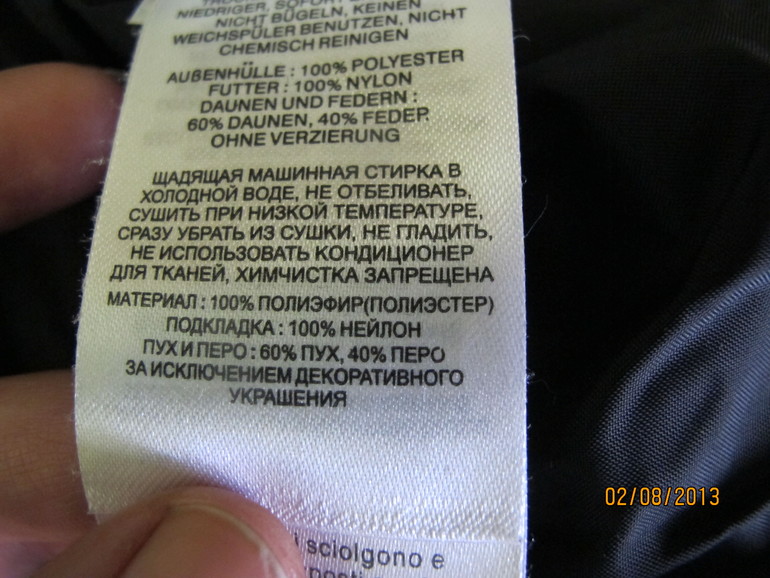 NIEDRIGER, SOFORT
NICHT BÜGELN, KEINEN
WEICHSPÜLER BENUTZEN, NICHT
CHEMISCH REINIGEN
AUßENHÜLLE : 100% POLYESTER
FUTTER : 100% NYLON
DAUNEN UND FEDERN :
60% DAUNEN, 40% FEDER.
OHNE VERZIERUNG
ЩАДЯЩАЯ МАШИННАЯ СТИРКА В
ХОЛОДНОЙ ВОДЕ, НЕ ОТБЕЛИВАТЬ,
СУШИТЬ ПРИ НИЗКОЙ ТЕМПЕРАТУРЕ,
СРАЗУ УБРАТЬ ИЗ СУШКИ, НЕ ГЛАДИТЬ,
НЕ ИСПОЛЬЗОВАТЬ КОНДИЦИОНЕР
ДЛЯ ТКАНЕЙ, ХИМЧИСТКА ЗАПРЕЩЕНА
МАТЕРИАЛ : 100% ПОЛИЭФИР(ПОЛИЭСТЕР)
ПОДКЛАДКА : 100% НЕЙЛОН
ПУХ И ПЕРО : 60% ПУХ, 40% ПЕРО
ЗА ИСКЛЮЧЕНИЕМ ДЕКОРАТИВНОГО
УКРАШЕНИЯ
sciolgono e
02/08/2013